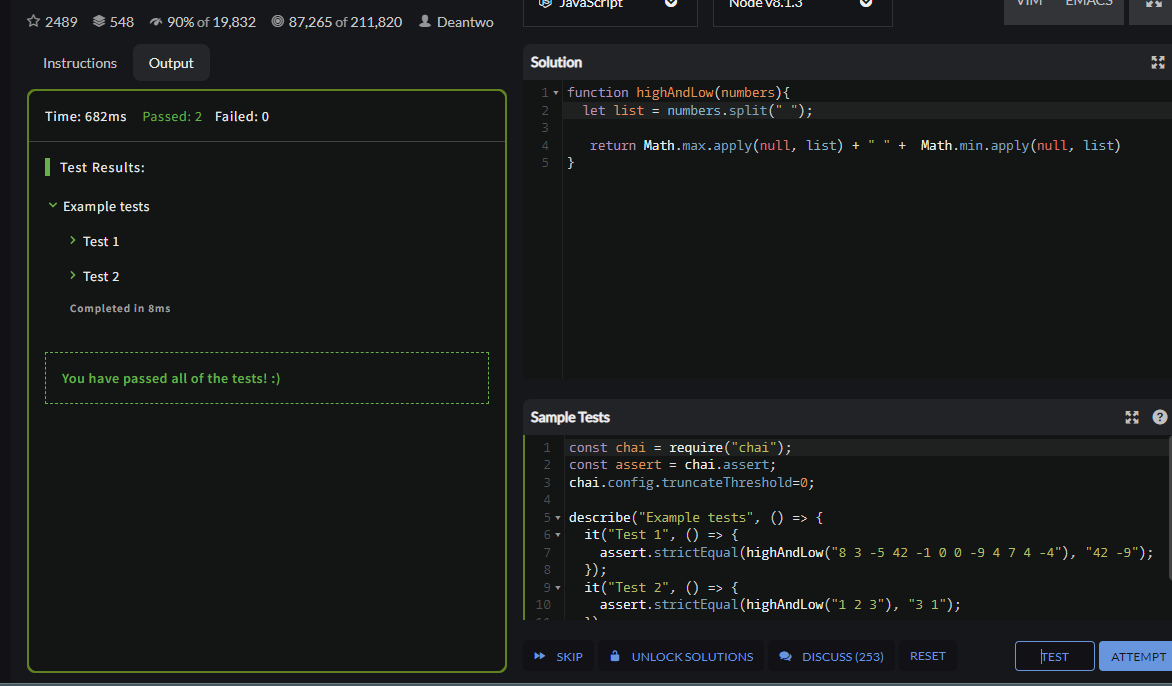 2489 548 90% of 19,832 87,265 of 211,820 Deantwo
JavaScript
Node v8.1.3
VIM EMACS
Instructions
Output
Time: 682ms Passed: 2 Failed: 0
Test Results:
Example tests
Test 1
Test 2
Completed in 8ms
You have passed all of the tests! :)
Solution
1 function highAndLow(numbers){
2 let list = numbers.split(" ");
3
4 return Math.max.apply(null, list) + " " +  Math.min.apply(null, list)
5 }
Sample Tests
?
1 const chai = require("chai");
2 const assert = chai.assert;
3 chai.config.truncateThreshold=0;
4
5 describe("Example tests", () => {
6 it("Test 1", () => {
7 assert.strictEqual(highAndLow("8 3 -5 42 -1 0 0 -9 4 7 4 -4"), "42 -9");
8 });
9 it("Test 2", () => {
10 assert.strictEqual(highAndLow("1 2 3"), "3 1");
SKIP UNLOCK SOLUTIONS DISCUSS (253) RESET TEST ATTEMPT